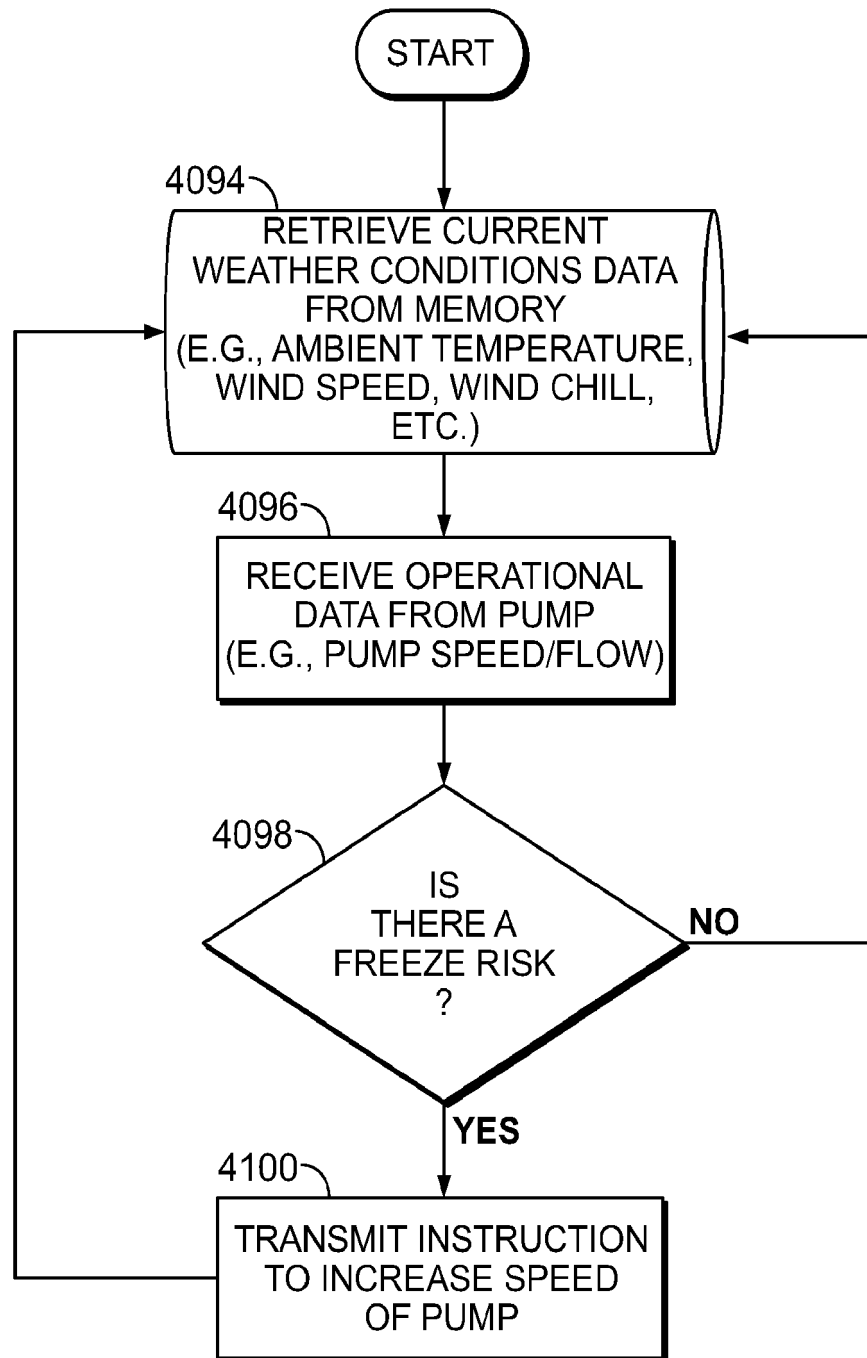 START
4094
RETRIEVE CURRENT
WEATHER CONDITIONS DATA
FROM MEMORY
(E.G., AMBIENT TEMPERATURE,
WIND SPEED, WIND CHILL,
ETC.)
4096
RECEIVE OPERATIONAL
DATA FROM PUMP
(E.G., PUMP SPEED/FLOW)
4098
IS
THERE A
FREEZE RISK
?
NO
YES
4100
TRANSMIT INSTRUCTION
TO INCREASE SPEED
OF PUMP